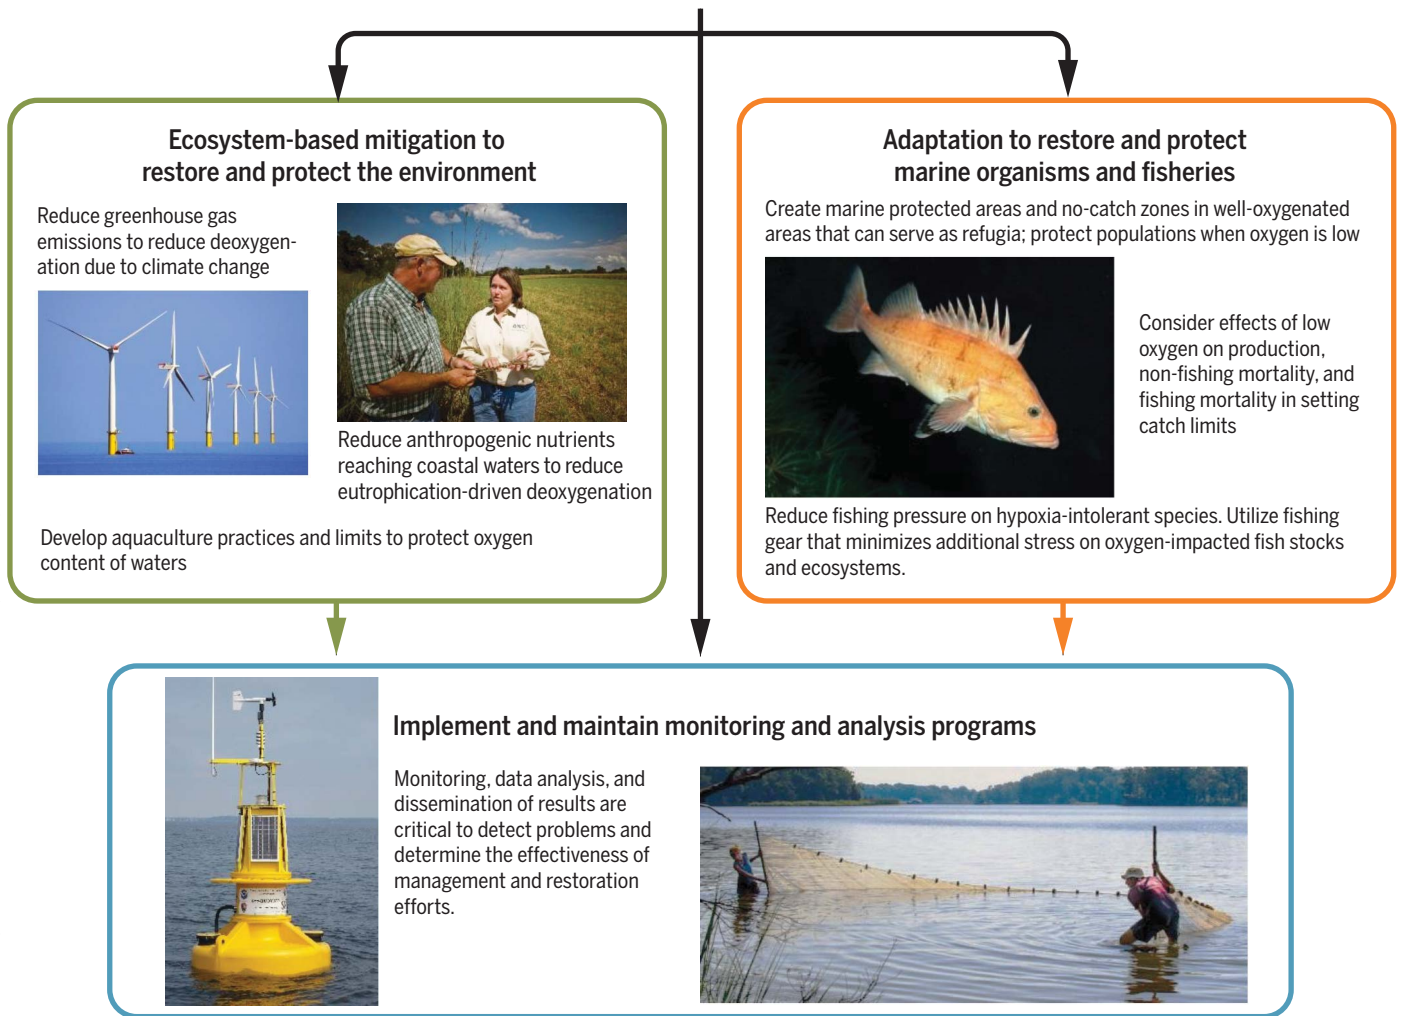 Ecosystem-based mitigation to
restore and protect the environment
Reduce greenhouse gas
emissions to reduce deoxygen-
ation due to climate change
Reduce anthropogenic nutrients
reaching coastal waters to reduce
eutrophication-driven deoxygenation
Develop aquaculture practices and limits to protect oxygen
content of waters
Adaptation to restore and protect
marine organisms and fisheries
Create marine protected areas and no-catch zones in well-oxygenated
areas that can serve as refugia; protect populations when oxygen is low
Consider effects of low
oxygen on production,
non-fishing mortality, and
fishing mortality in setting
catch limits
Reduce fishing pressure on hypoxia-intolerant species. Utilize fishing
gear that minimizes additional stress on oxygen-impacted fish stocks
and ecosystems.
Implement and maintain monitoring and analysis programs
Monitoring, data analysis, and
dissemination of results are
critical to detect problems and
determine the effectiveness of
management and restoration
efforts.